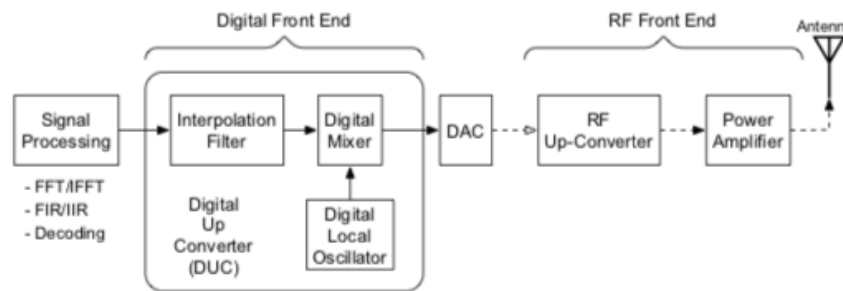 Digital Front End
RF Front End
Signal
Processing
- FFT/IFFT
- FIR/IIR
- Decoding
Interpolation
Filter
Digital
Mixer
Digital
Up
Converter
(DUC)
Digital
Local
Oscillator
DAC
RF
Up-Converter
Power
Amplifier